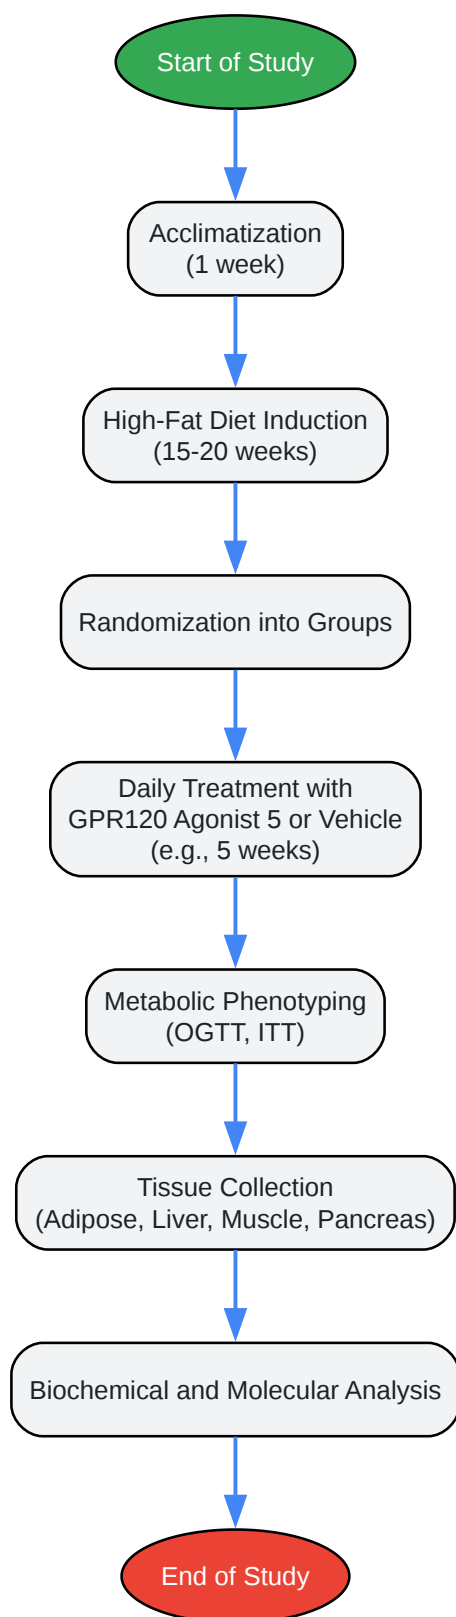 Start of Study
Acclimatization
(1 week)
High-Fat Diet Induction
(15-20 weeks)
Randomization into Groups
Daily Treatment with
GPR120 Agonist 5 or Vehicle
(e.g., 5 weeks)
Metabolic Phenotyping
(OGTT, ITT)
Tissue Collection
(Adipose, Liver, Muscle, Pancreas)
Biochemical and Molecular Analysis
End of Study